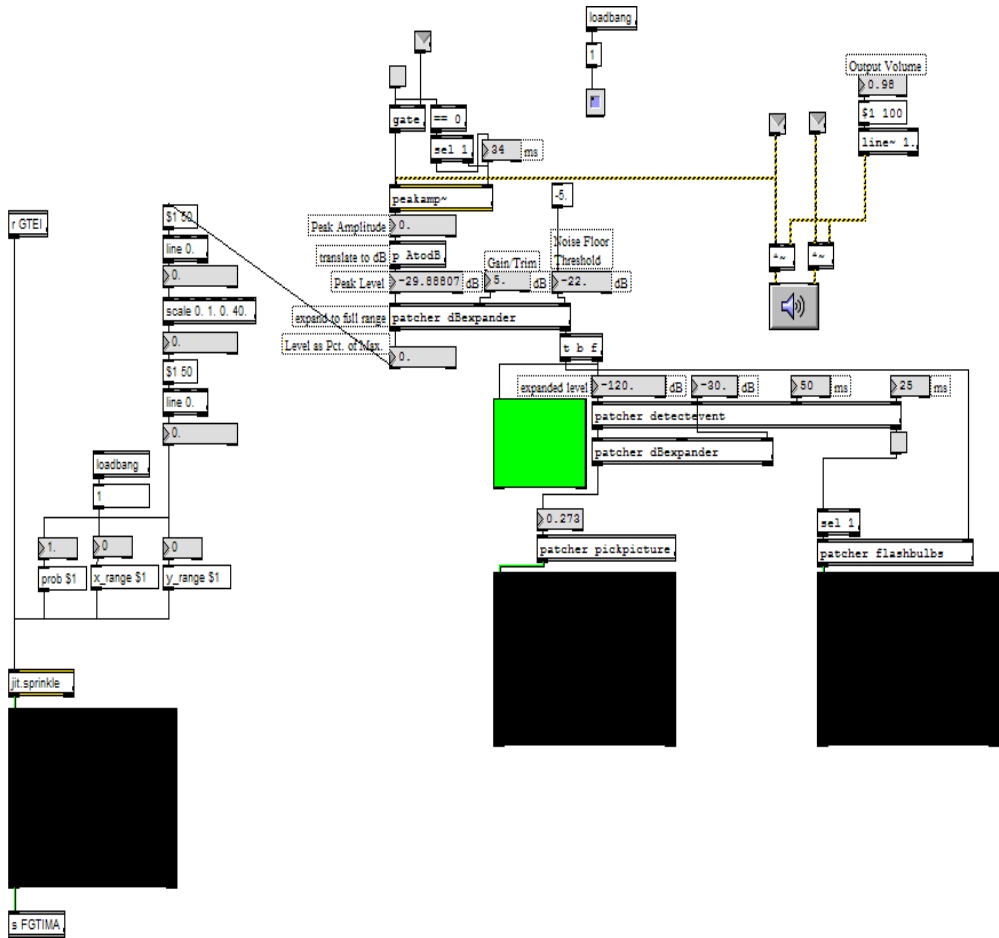 loadbang
1
Output Volume
0.98
$1 100
line~ 1.
gate
== 0
sel 1
34
ms
peakamp~
-5.
r GTEI
$1 50
Peak Amplitude
0.
line 0.
translate to dB
p AtodB
Gain/Trim
Noise Floor
Threshold
*~
*~
0.
Peak Level
-29.88807
dB
5.
dB
-22.
dB
scale 0. 1. 0. 40.
expand to full range
patcher dBexpander
0.
Level as Pct. of Max.
0.
t b f
$1 50
expanded level
-120.
dB
-30.
dB
50
ms
25
ms
line 0.
patcher detectevent
0.
patcher dBexpander
loadbang
1
0.273
sel 1
1.
0
0
patcher pickpicture
patcher flashbulbs
prob $1
x_range $1
y_range $1
jit.sprinkle
s FGTIMA